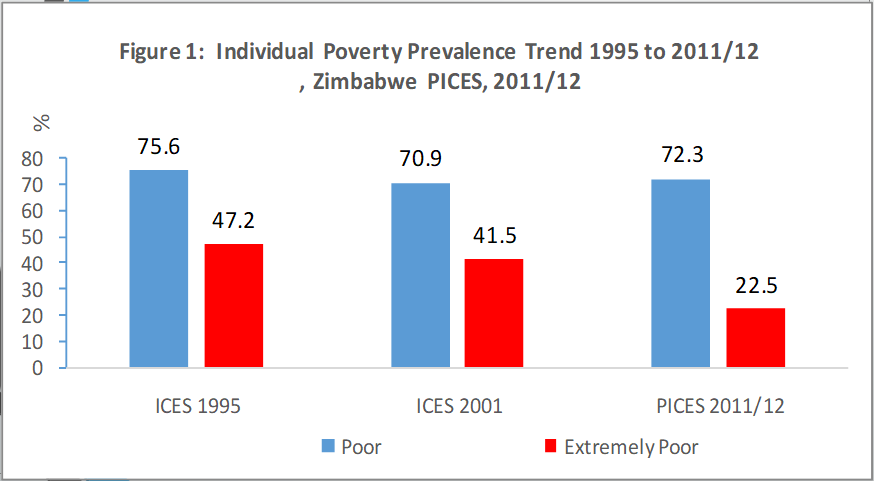 Figure 1: Individual Poverty Prevalence Trend 1995 to 2011/12
, Zimbabwe PICES, 2011/12
%
80
70
60
50
40
30
20
10
0
75.6
47.2
70.9
41.5
72.3
22.5
ICES 1995
ICES 2001
PICES 2011/12
Poor
Extremely Poor